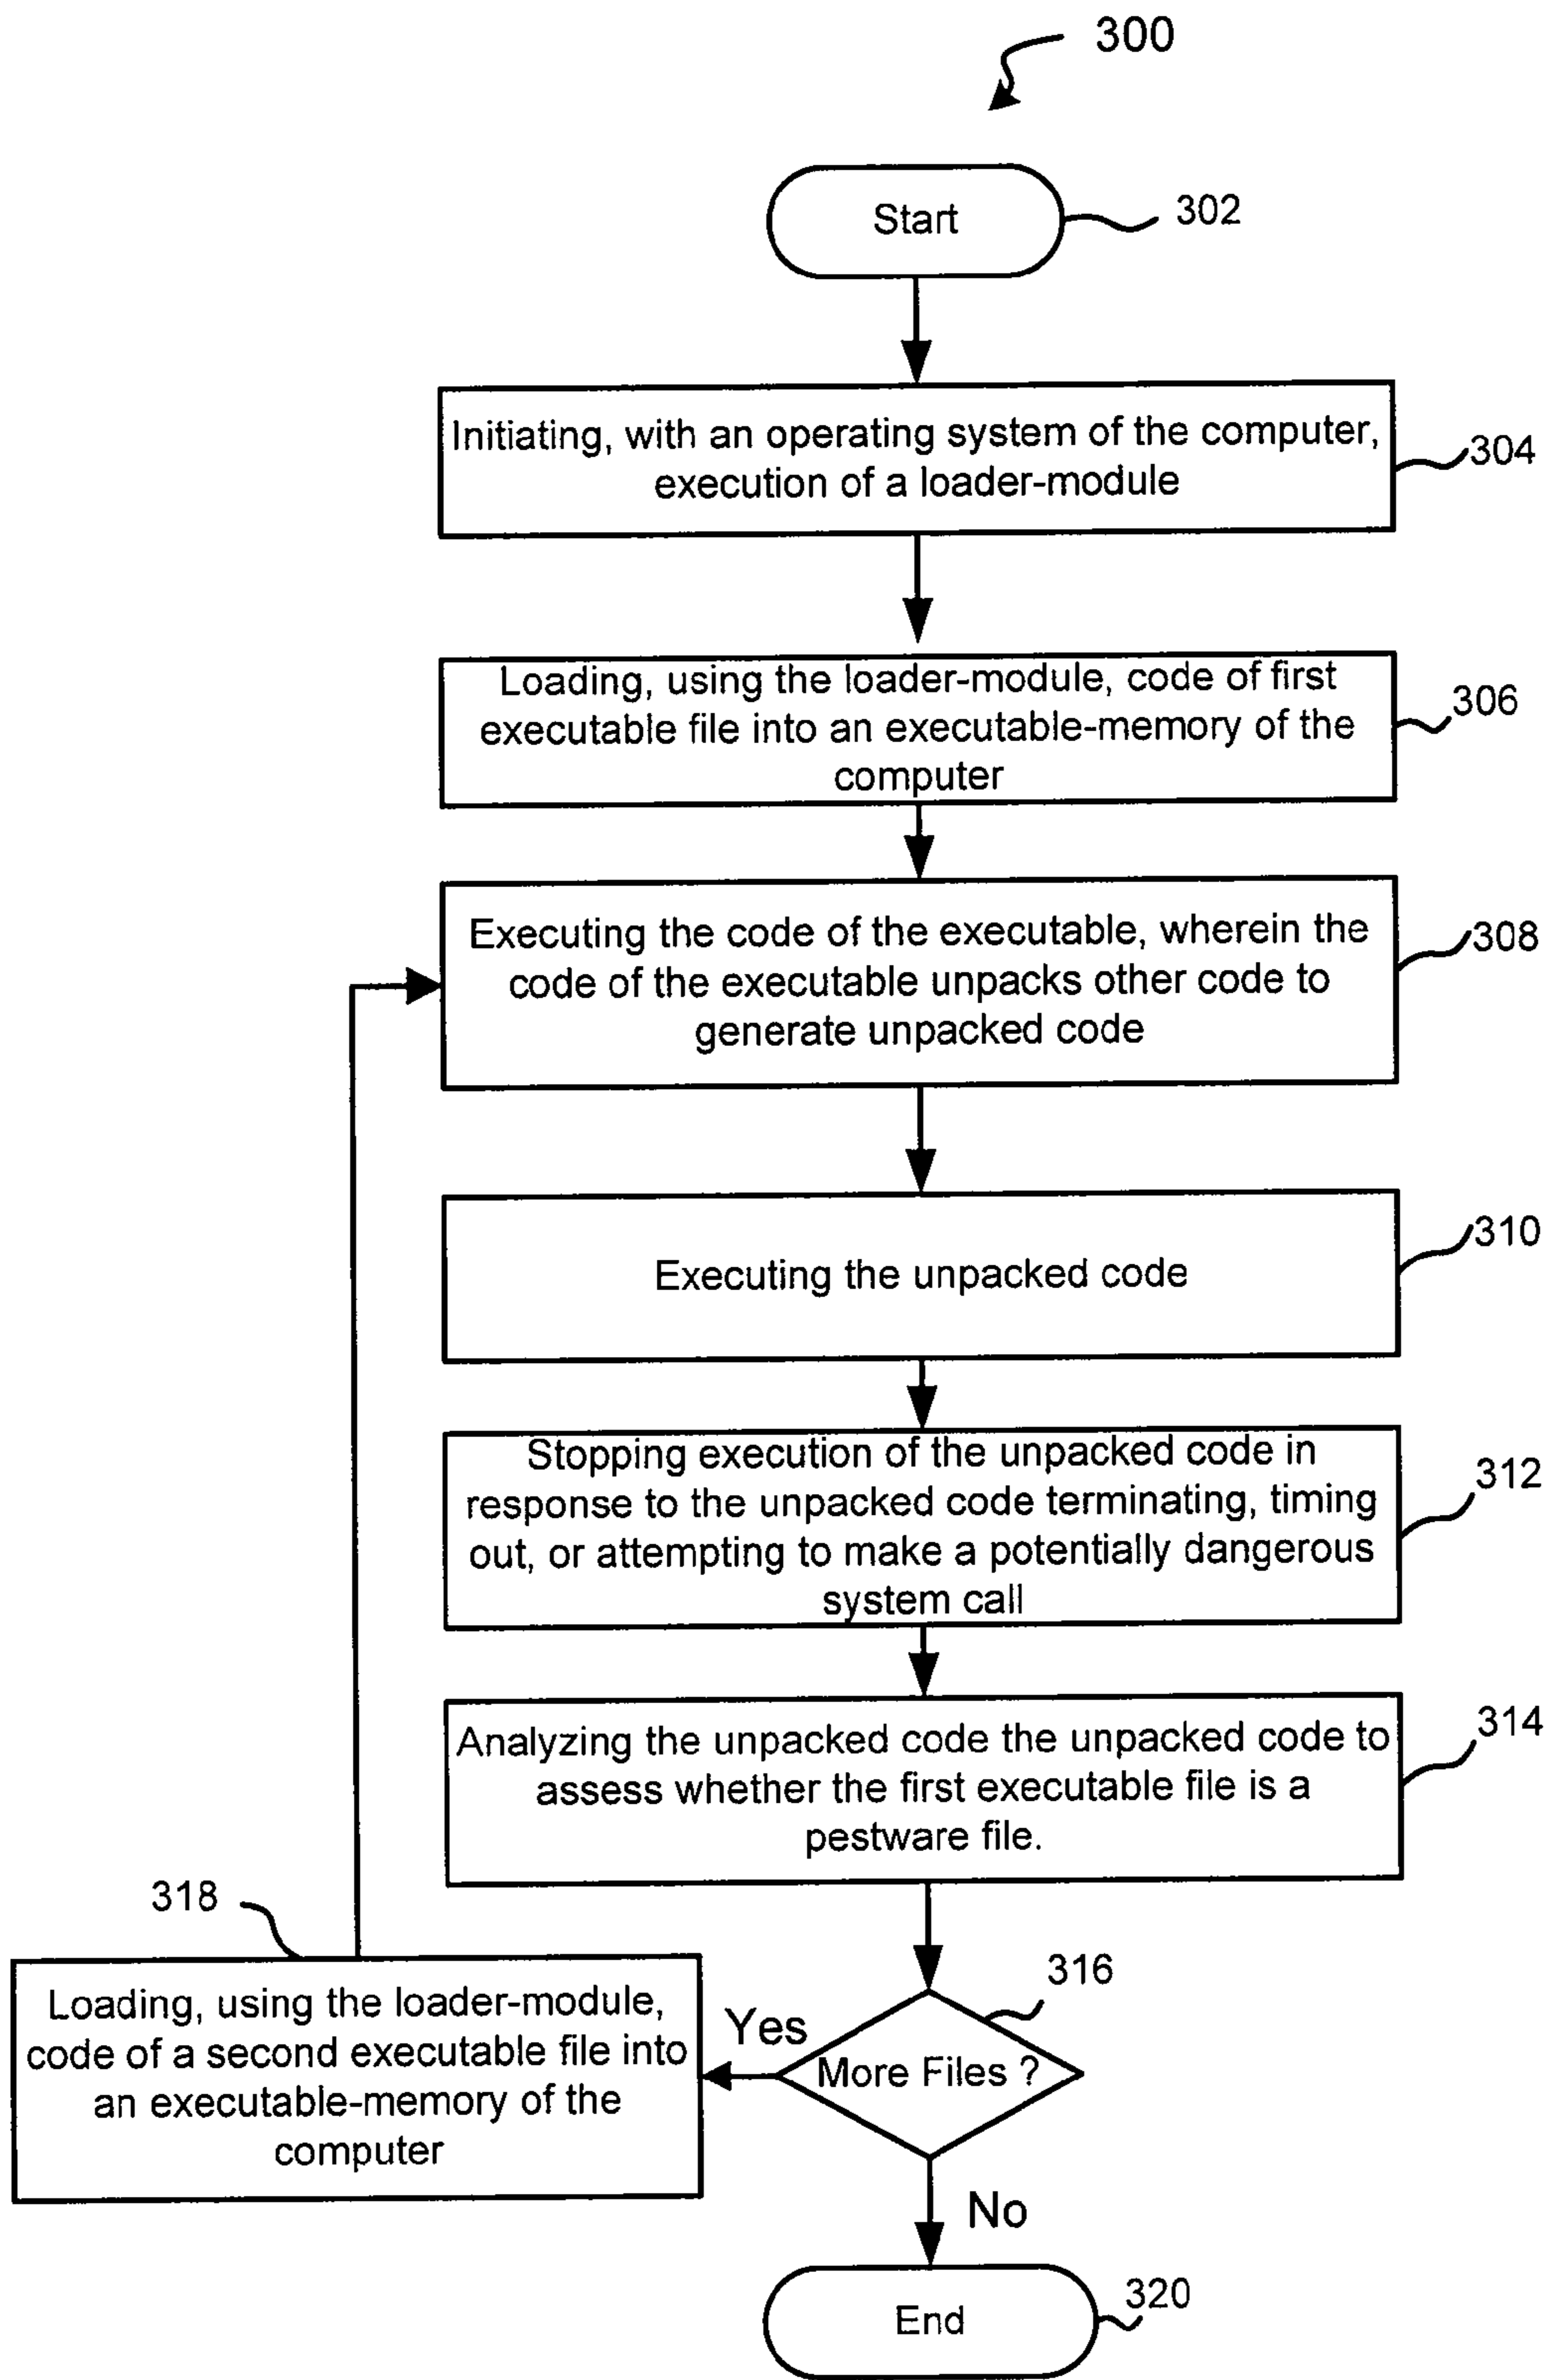 300
Start
302
Initiating, with an operating system of the computer,
execution of a loader-module
304
Loading, using the loader-module, code of first
executable file into an executable-memory of the
computer
306
Executing the code of the executable, wherein the
code of the executable unpacks other code to
generate unpacked code
308
Executing the unpacked code
310
Stopping execution of the unpacked code in
response to the unpacked code terminating, timing
out, or attempting to make a potentially dangerous
system call
312
Analyzing the unpacked code the unpacked code to
assess whether the first executable file is a
pestware file.
314
316
More Files ?
Yes
318
Loading, using the loader-module,
code of a second executable file into
an executable-memory of the
computer
No
End
320